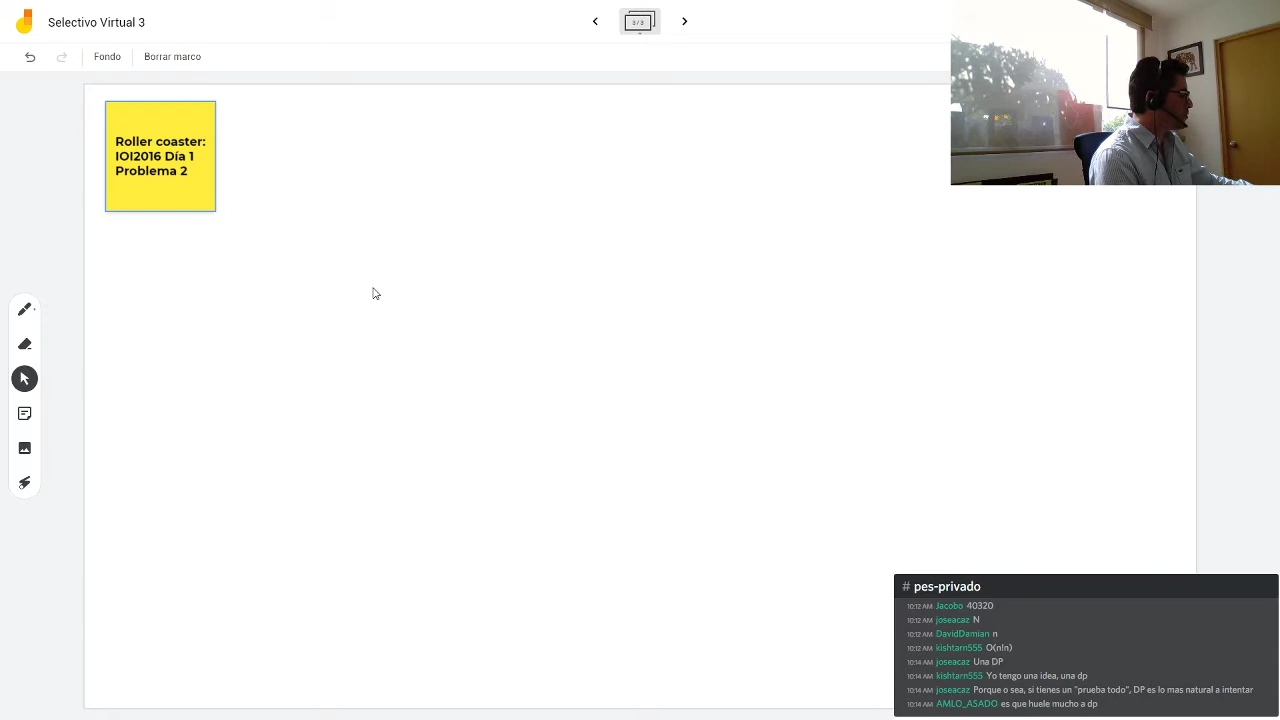 Selectivo Virtual 3
3 / 3
Fondo
Borrar marco
Roller coaster:
IOI2016 Día 1
Problema 2
# pes-privado
10:12 AM Jacobo 40320
10:12 AM joseacaz N
10:12 AM DavidDamian n
10:12 AM kishtarn555 O(n!n)
10:14 AM joseacaz Una DP
10:14 AM kishtarn555 Yo tengo una idea, una dp
10:14 AM joseacaz Porque o sea, si tienes un "prueba todo", DP es lo mas natural a intentar
10:14 AM AMLO_ASADO es que huele mucho a dp